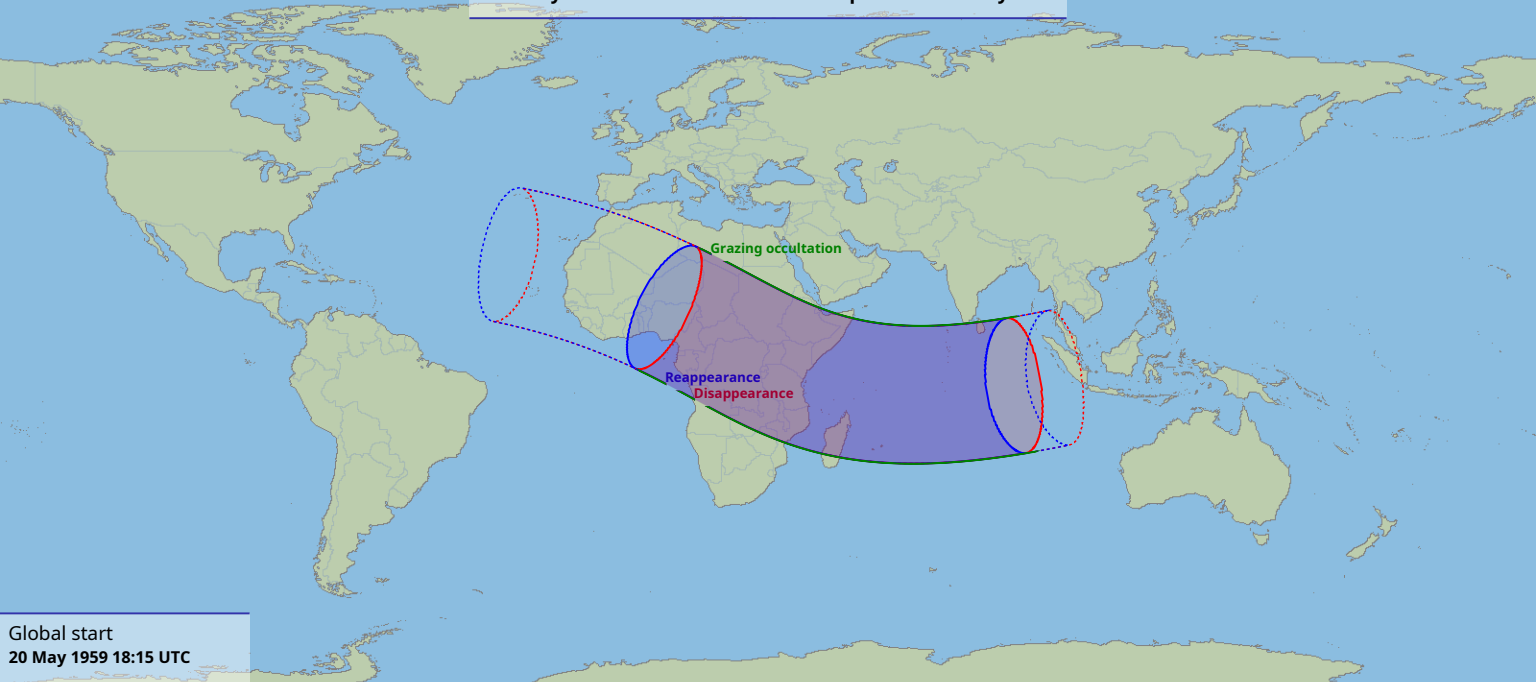 Grazing occultation
Reappearance
Disappearance
Global start
20 May 1959 18:15 UTC